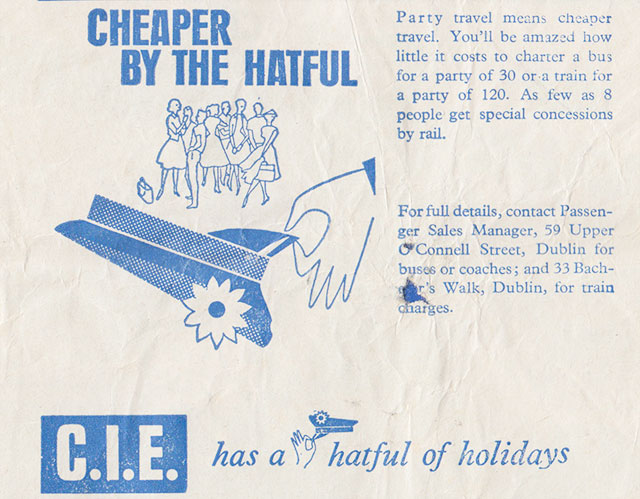 CHEAPER
BY THE HATFUL
Party travel means cheaper
travel. You'll be amazed how
little it costs to charter a bus
for a party of 30 or a train for
a party of 120. As few as 8
people get special concessions
by rail.
For full details, contact Passen-
ger Sales Manager, 59 Upper
O'Connell Street, Dublin for
buses or coaches; and 33 Bach-
Walk, Dublin, for train
charges.
C.I.E. has a hatful of holidays